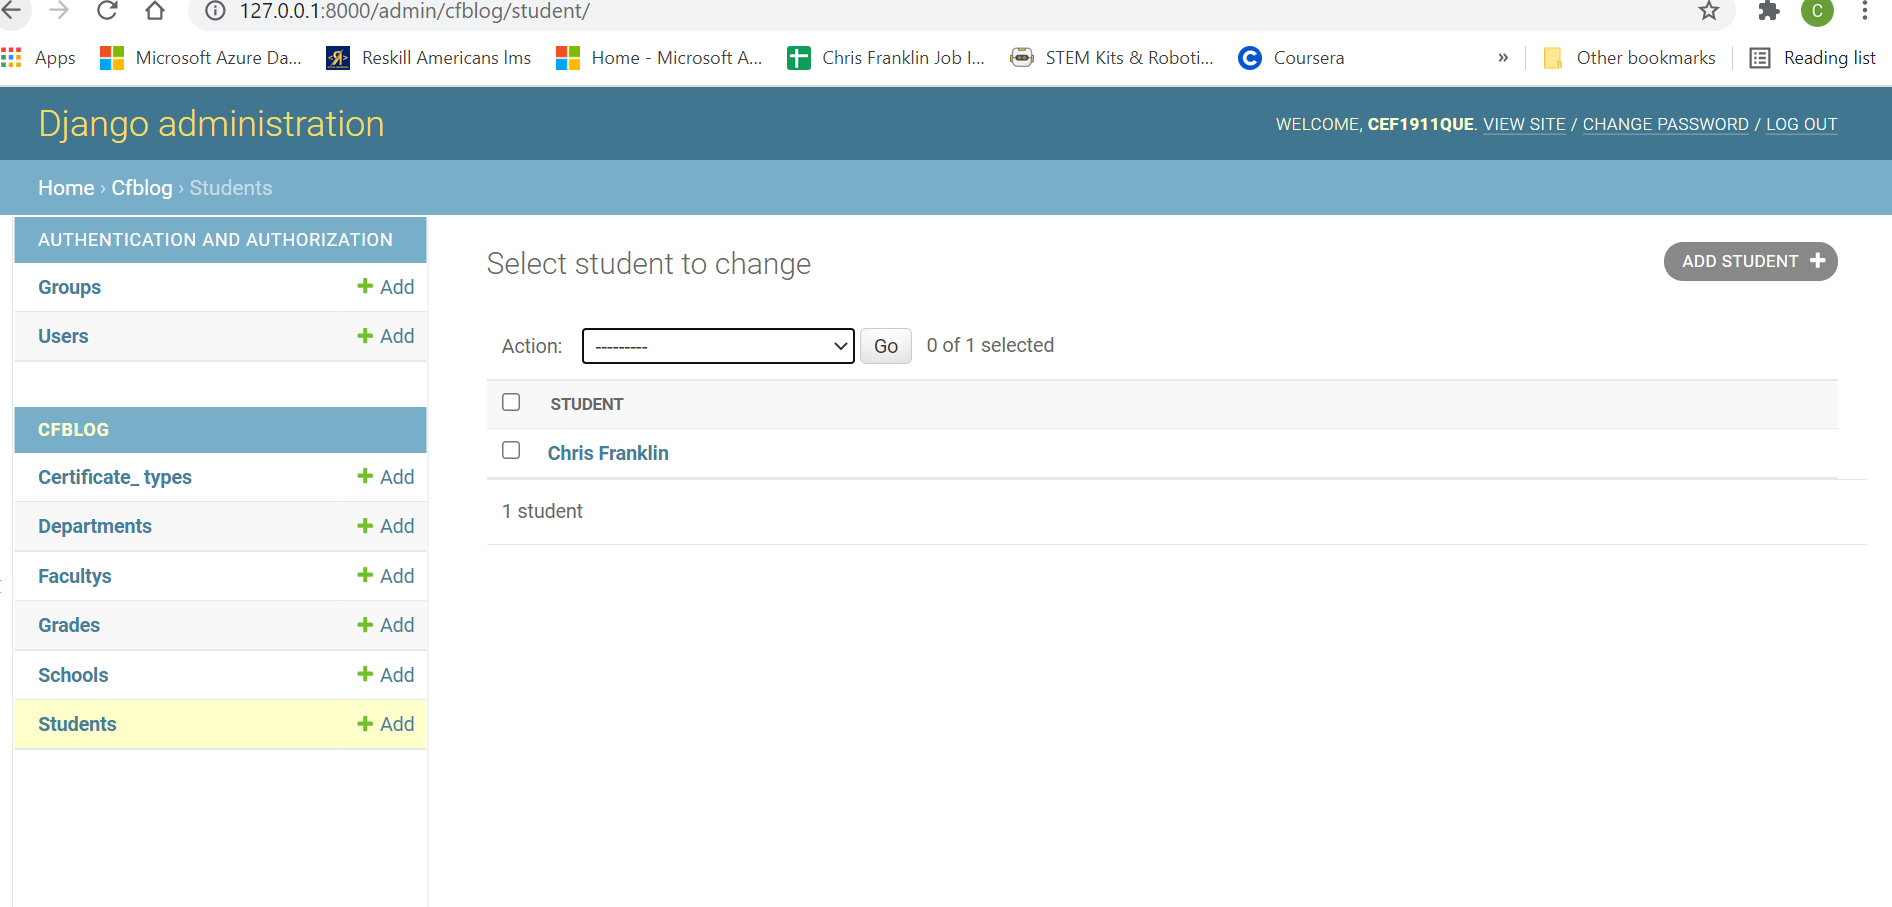 127.0.0.1:8000/admin/cfblog/student/ C
Apps Microsoft Azure Da... Reskill Americans lms Home - Microsoft A... Chris Franklin Job I... STEM Kits & Roboti... Coursera » Other bookmarks Reading list
Django administration
WELCOME, CEF1911QUE. VIEW SITE / CHANGE PASSWORD / LOG OUT
Home › Cfblog › Students
AUTHENTICATION AND AUTHORIZATION
Groups + Add
Users + Add
CFBLOG
Certificate_ types + Add
Departments + Add
Facultys + Add
Grades + Add
Schools + Add
Students + Add
Select student to change
ADD STUDENT +
Action: --------- Go 0 of 1 selected
STUDENT
Chris Franklin
1 student